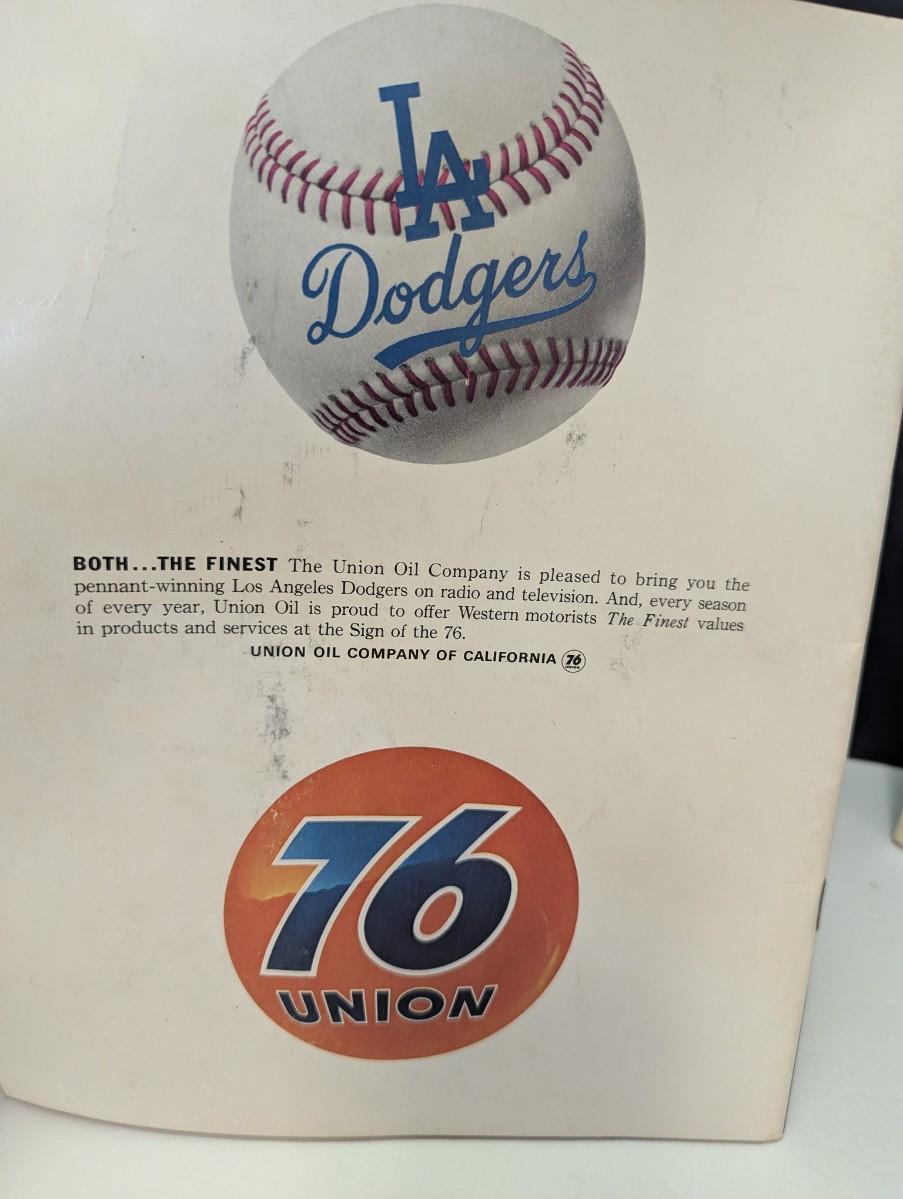 LA
Dodgers
BOTH...THE FINEST The Union Oil Company is pleased to bring you the
pennant-winning Los Angeles Dodgers on radio and television. And, every season
of every year, Union Oil is proud to offer Western motorists The Finest values
in products and services at the Sign of the 76.
UNION OIL COMPANY OF CALIFORNIA 76 UNION
76
UNION